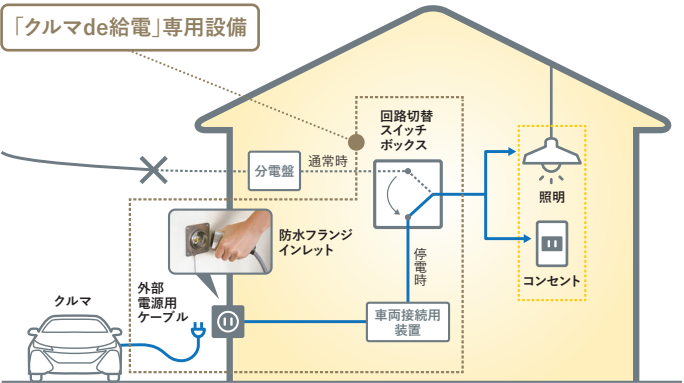 「クルマde給電」専用設備
回路切替
スイッチ
ボックス
分電盤
通常時
照明
防水フランジ
インレット
停電時
コンセント
外部
電源用
ケーブル
クルマ
車両接続用
装置